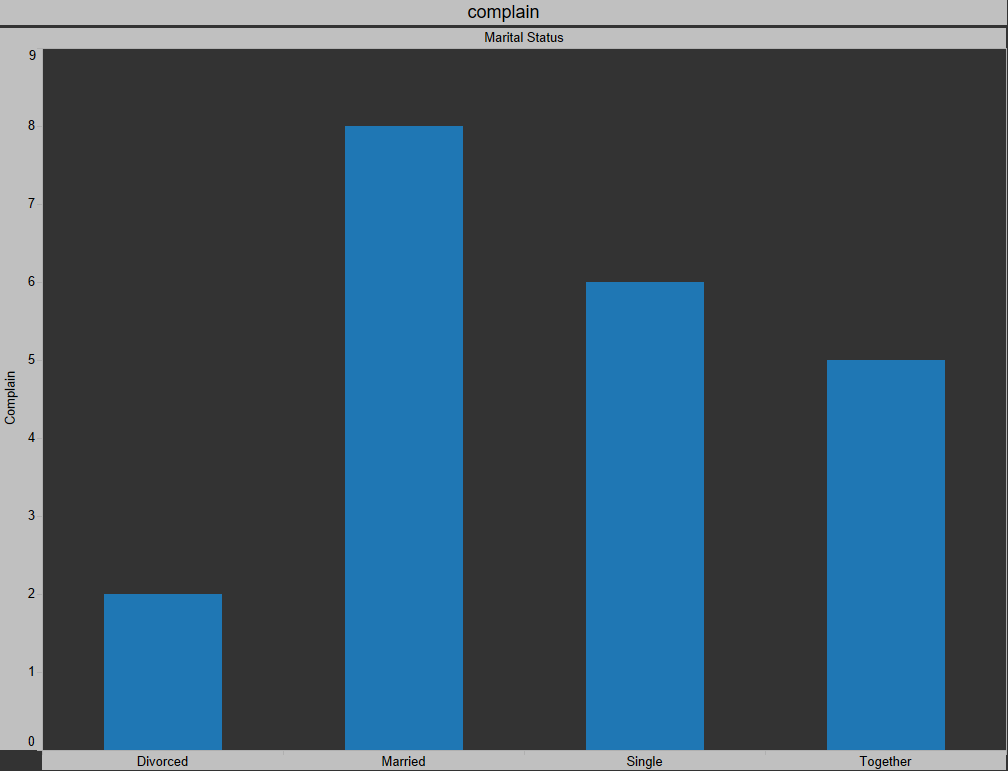 complain
Marital Status
9
8
7
6
5
4
3
2
1
0
Complain
Divorced Married Single Together